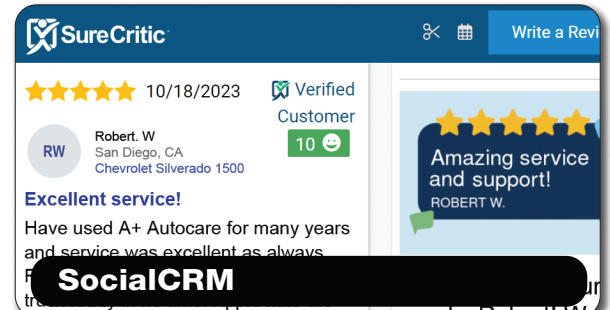 SureCritic
Write a Revi
10/18/2023
Verified
Customer
10
RW
Robert. W
San Diego, CA
Chevrolet Silverado 1500
Excellent service!
Have used A+ Autocare for many years
and service was excellent as always
Amazing service
and support!
ROBERT W.
SocialCRM